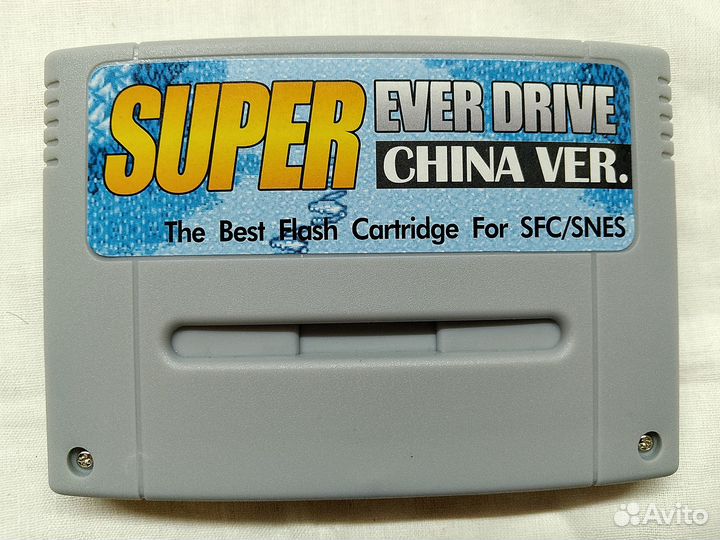 SUPER
EVER DRIVE
CHINA VER.
The Best Flash Cartridge For SFC/SNES
Avito